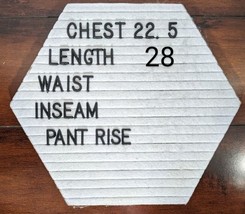 CHEST 22.5
LENGTH 28
WAIST
INSEAM
PANT RISE